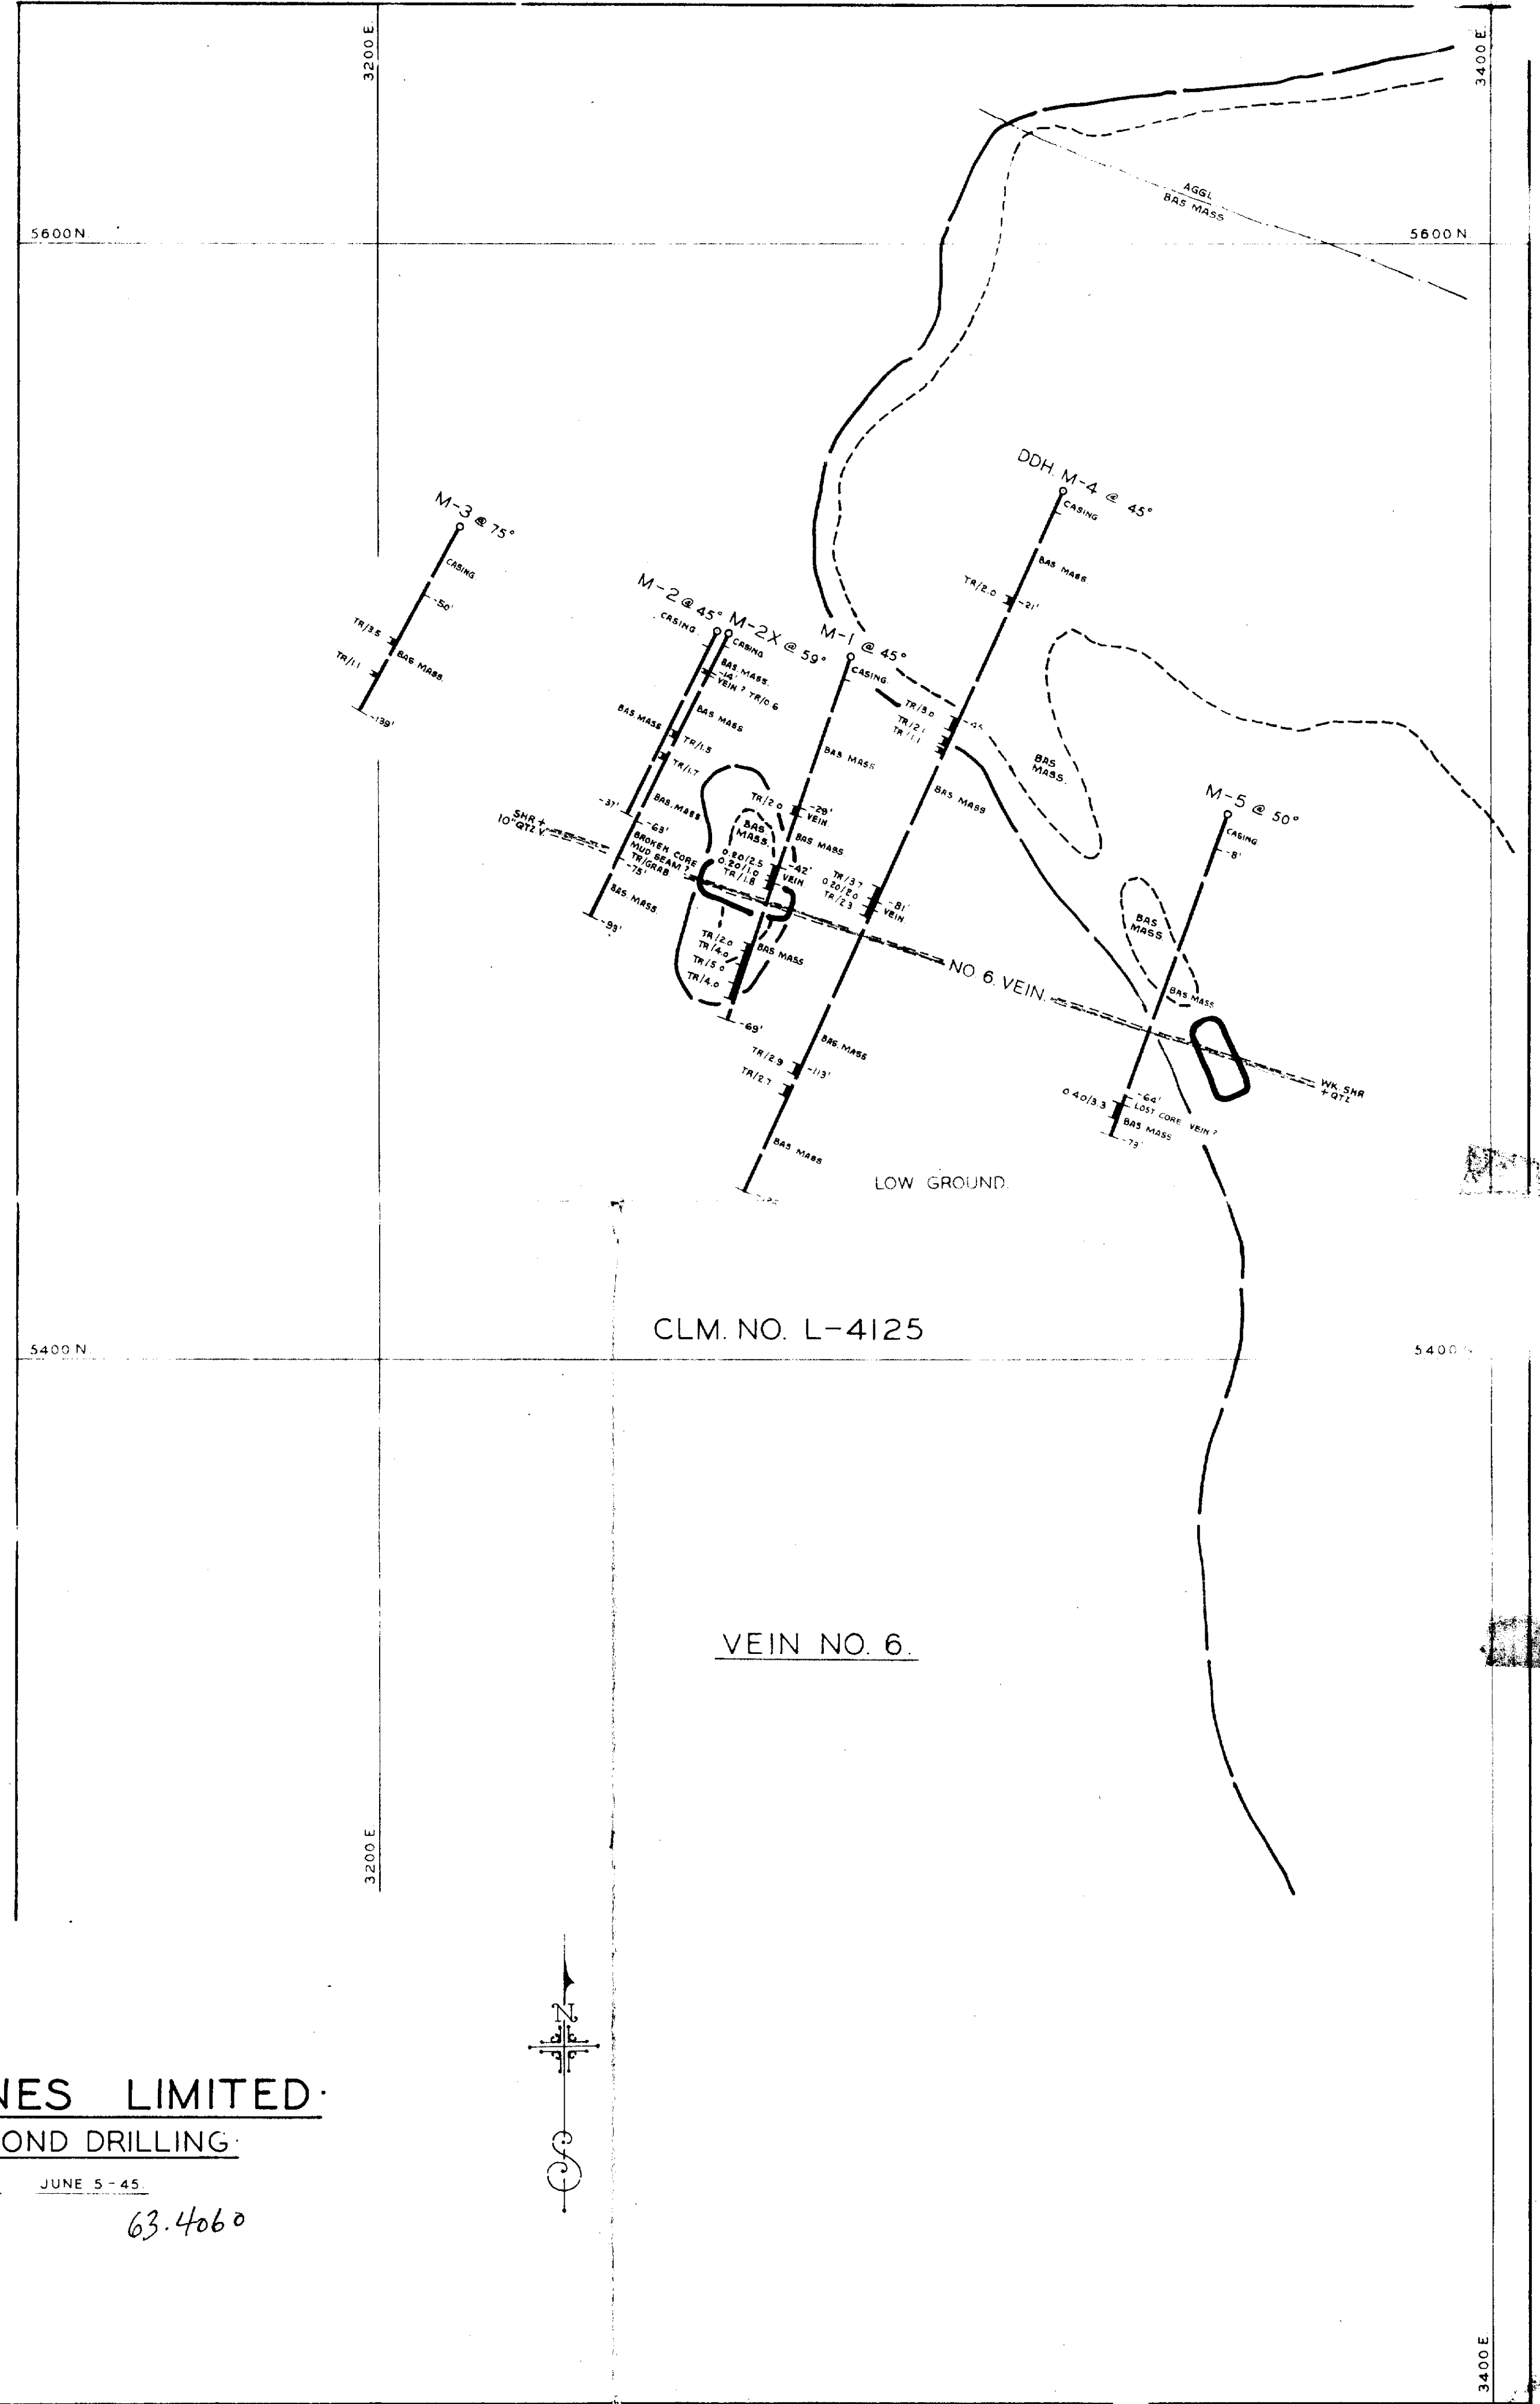 3200 E.
3400 E.
AGGL.
BAS MASS
5600 N.
5600 N.
DDH. M-4 @ 45°
CASING
BAS. MASS.
TR/2.0
-21'
TR/3.0
TR/2.1
TR/1.1
BAS MASS
TR/3.7
0.20/2.0
TR/2.3
-81'
VEIN
BAS. MASS
TR/2.9
-113'
TR/2.7
BAS MASS
M-3 @ 75°
CASING.
-50'
TR/3.5
BAS MASS.
TR/1.1
-139'
M-2 @ 45°
CASING
M-2X @ 59°
CASING
BAS. MASS.
-14'
VEIN ? TR/0.6
BAS MASS
BAS MASS
TR/1.5
TR/1.7
BAS. MASS
-37'
-63'
BROKEN CORE
MUD SEAM ?
TR/GRAB
-75'
BAS. MASS.
-93'
SHR +
10" QTZ V.
M-1 @ 45°
CASING.
BAS MASS
TR/2.0
-29'
VEIN
BAS MASS
BAS
MASS.
0.80/2.5
0.20/1.0
TR/1.8
-42'
VEIN
TR/2.0
TR/4.0
TR/5.0
TR/4.0
BAS MASS
-69'
BAS
MASS.
M-5 @ 50°
CASING
-8'
BAS
MASS
BAS MASS
NO. 6. VEIN.
WK. SHR
+ QTZ
0.40/3.3
-64'
LOST CORE VEIN ?
BAS MASS
-79'
LOW GROUND.
CLM. NO. L-4125
5400 N.
5400 N
VEIN NO. 6.
3200 E
N
S
NES LIMITED.
OND DRILLING.
JUNE 5-45.
63.4060
3400 E